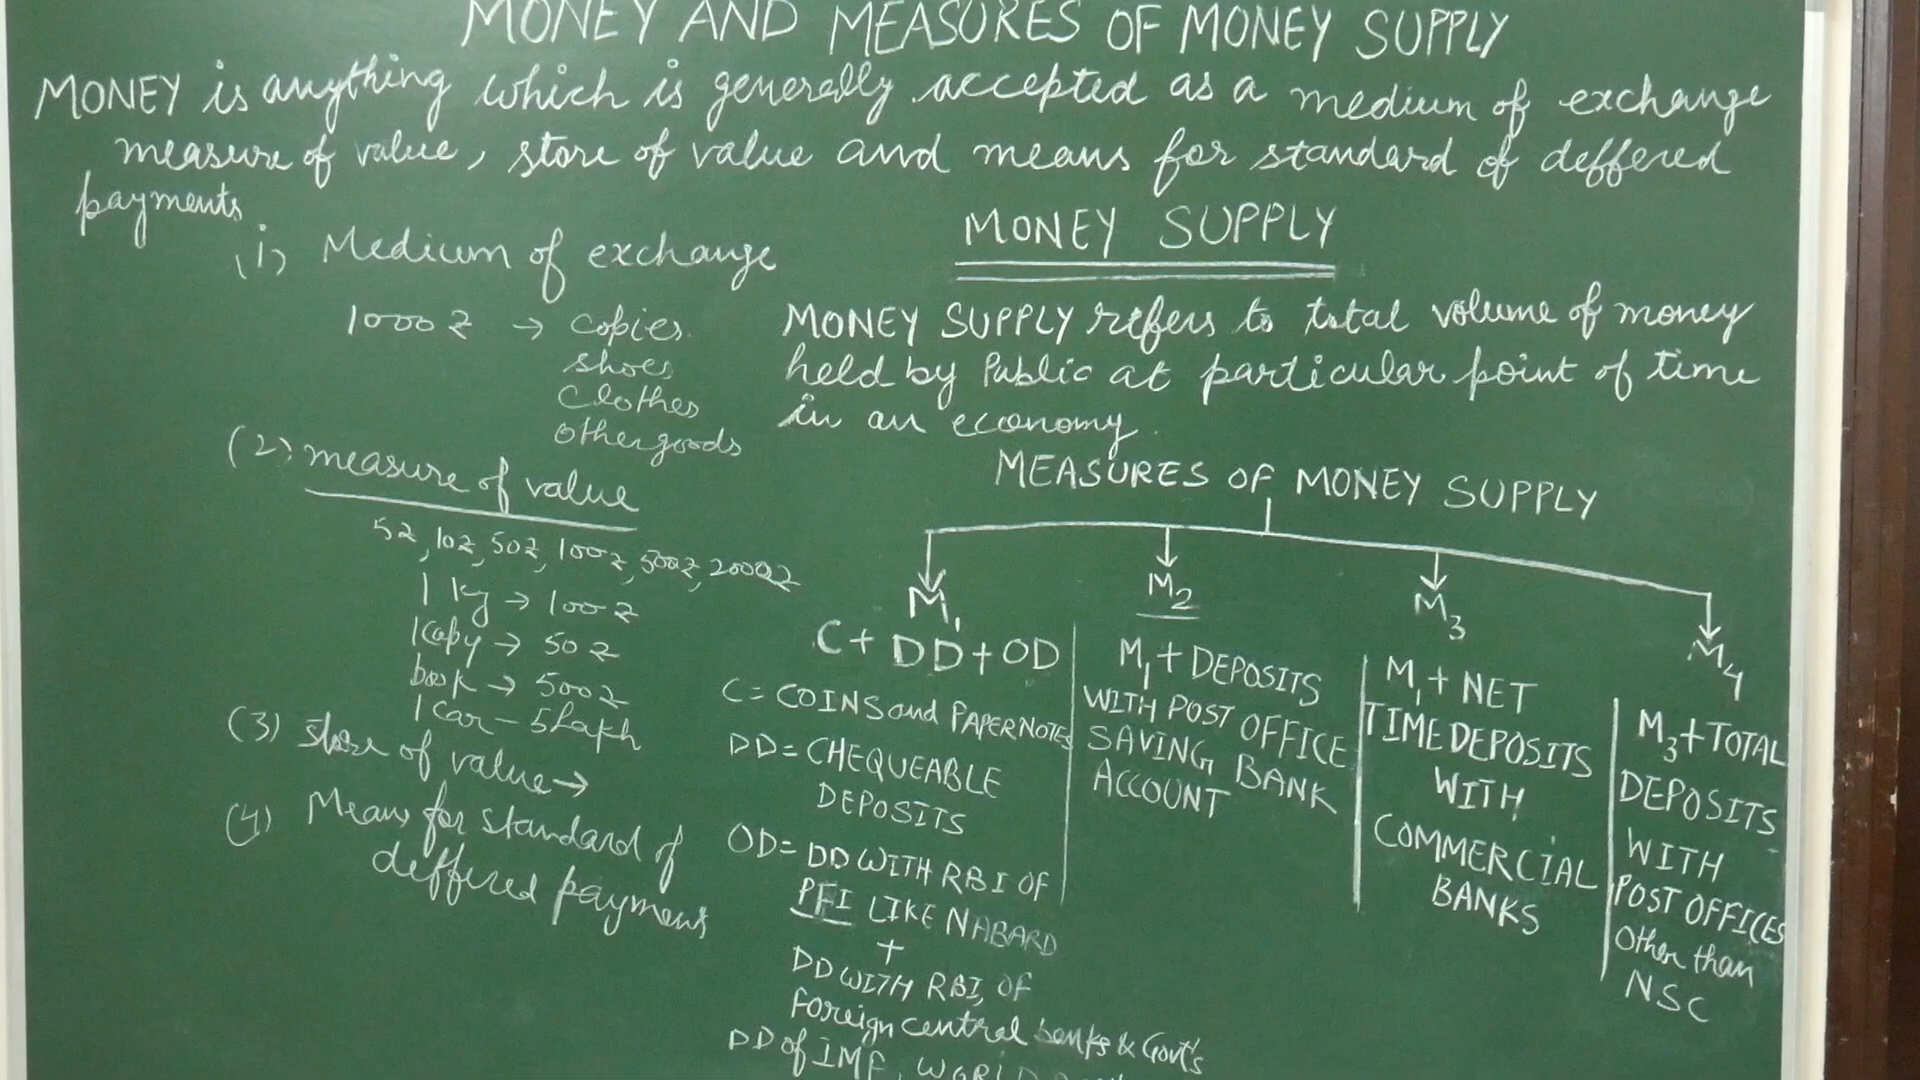 MONEY AND MEASURES OF MONEY SUPPLY
MONEY is anything which is generally accepted as a medium of exchange
measure of value, store of value and means for standard of deffered
payments
(i) Medium of exchange
1000₹ → copies
shoes
clothes
other goods
(2) measure of value
5₹, 10₹, 50₹, 100₹, 500₹, 2000₹
1 kg → 100₹
1 copy → 50₹
book → 500₹
1 car - 5 lakh
(3) store of value →
(4) Means for standard of
deffered payments
MONEY SUPPLY
MONEY SUPPLY refers to total volume of money
held by Public at particular point of time
in an economy.
MEASURES OF MONEY SUPPLY
M1
C + DD + OD
C = COINS and PAPER NOTES
DD = CHEQUEABLE
DEPOSITS
OD = DD WITH RBI OF
PFI LIKE NABARD
+
DD WITH RBI, OF
Foreign central banks & Govt's
DD of IMF, WORLD
M2
M1 + DEPOSITS
WITH POST OFFICE
SAVING BANK
ACCOUNT
M3
M1 + NET
TIME DEPOSITS
WITH
COMMERCIAL
BANKS
M4
M3 + TOTAL
DEPOSITS
WITH
POST OFFICES
Other than
NSC